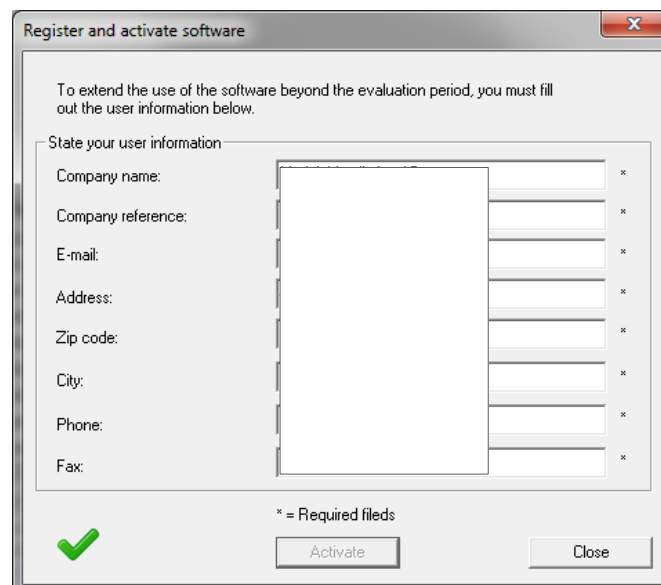 Register and activate software
To extend the use of the software beyond the evaluation period, you must fill
out the user information below.
State your user information
Company name: *
Company reference: *
E-mail: *
Address: *
Zip code: *
City: *
Phone: *
Fax: *
* = Required fileds
Activate Close